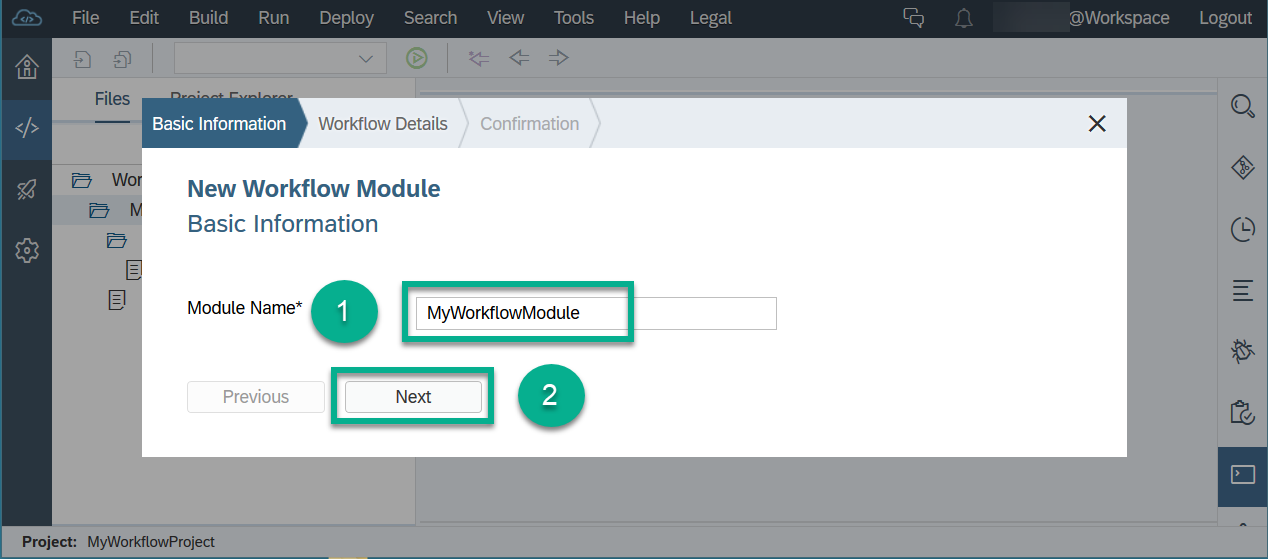 File Edit Build Run Deploy Search View Tools Help Legal @Workspace Logout
Files Project Explorer
Basic Information Workflow Details Confirmation
New Workflow Module
Basic Information
Module Name* 1 MyWorkflowModule
Previous Next 2
Project: MyWorkflowProject